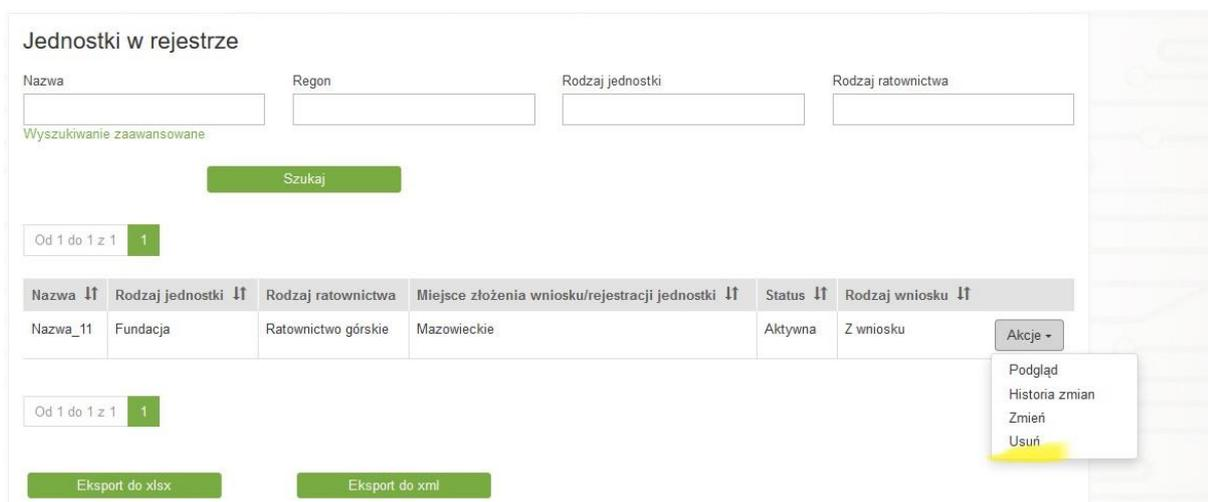 Jednostki w rejestrze
Nazwa Regon Rodzaj jednostki Rodzaj ratownictwa
Wyszukiwanie zaawansowane
Szukaj
Od 1 do 1 z 1 1
Nazwa Rodzaj jednostki Rodzaj ratownictwa Miejsce złożenia wniosku/rejestracji jednostki Status Rodzaj wniosku
Nazwa_11 Fundacja Ratownictwo górskie Mazowieckie Aktywna Z wniosku Akcje
Podgląd
Historia zmian
Zmień
Usuń
Od 1 do 1 z 1 1
Eksport do xlsx Eksport do xml